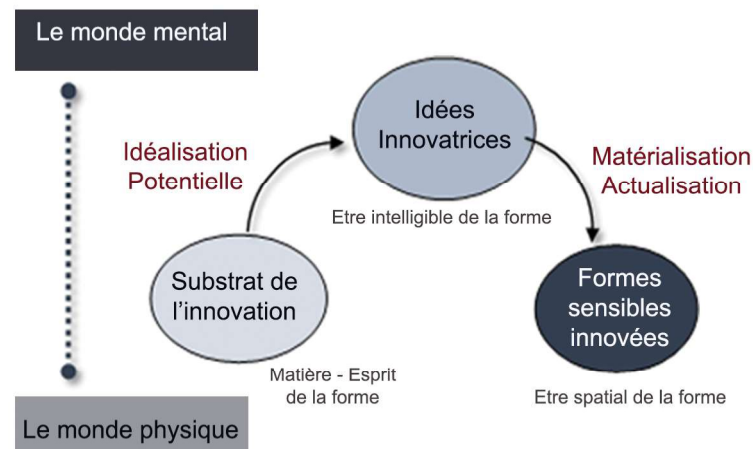 Le monde mental
Idées
Innovatrices
Idéalisation
Potentielle
Matérialisation
Actualisation
Etre intelligible de la forme
Substrat de
l'innovation
Formes
sensibles
innovées
Matière - Esprit
de la forme
Etre spatial de la forme
Le monde physique